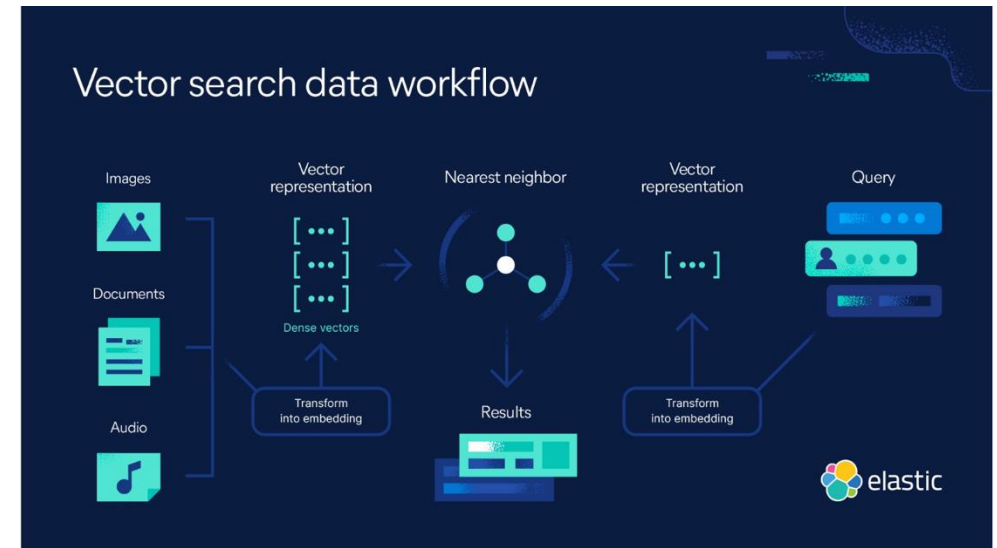 Vector search data workflow
Images
Documents
Audio
Vector
representation
Dense vectors
Transform
into embedding
Nearest neighbor
Results
Vector
representation
Transform
into embedding
Query
elastic